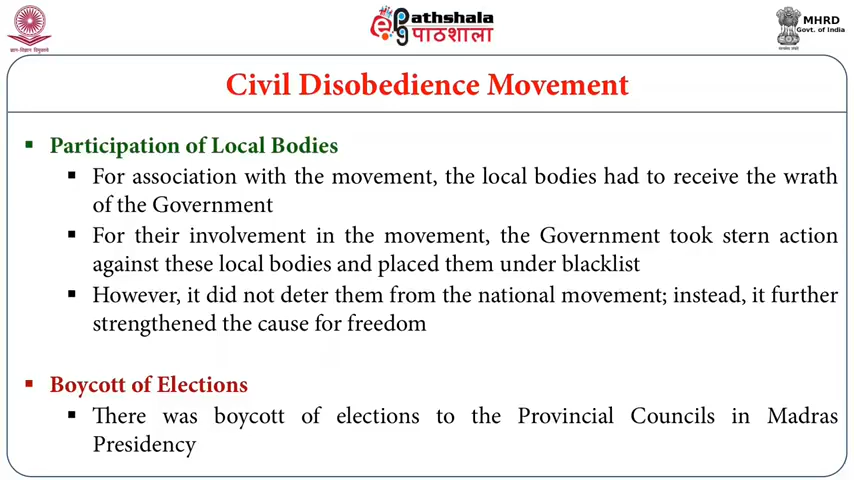 Pathshala
पाठशाला
MHRD
Govt. of India
Civil Disobedience Movement
▪ Participation of Local Bodies
▪ For association with the movement, the local bodies had to receive the wrath
of the Government
▪ For their involvement in the movement, the Government took stern action
against these local bodies and placed them under blacklist
▪ However, it did not deter them from the national movement; instead, it further
strengthened the cause for freedom
▪ Boycott of Elections
▪ There was boycott of elections to the Provincial Councils in Madras
Presidency